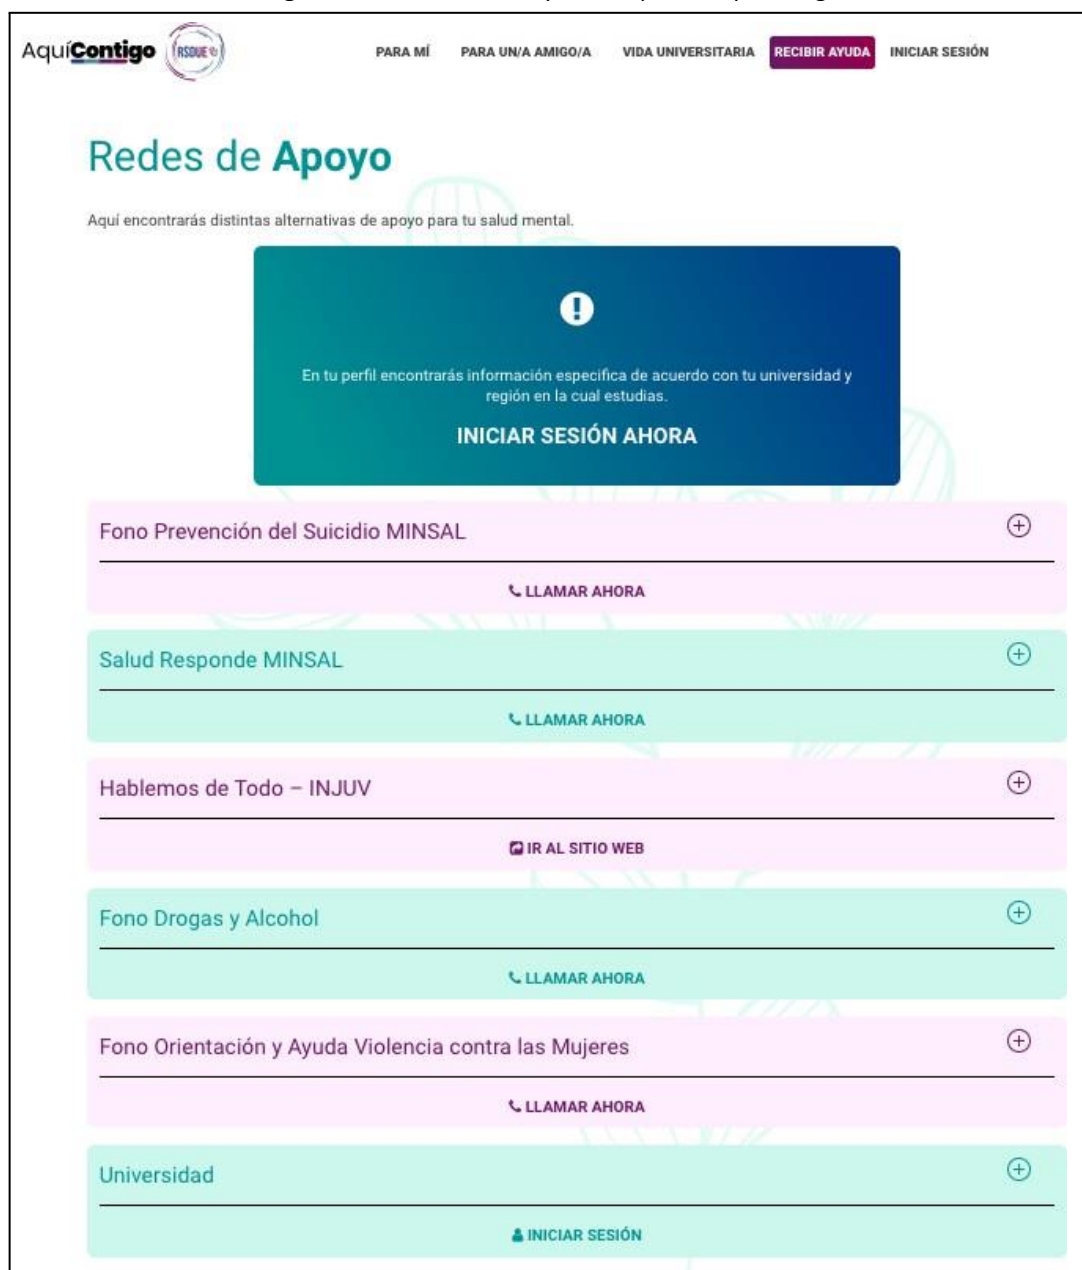 AquíContigo RSDUE
PARA MÍ PARA UN/A AMIGO/A VIDA UNIVERSITARIA RECIBIR AYUDA INICIAR SESIÓN
Redes de Apoyo
Aquí encontrarás distintas alternativas de apoyo para tu salud mental.
En tu perfil encontrarás información especifica de acuerdo con tu universidad y
región en la cual estudias.
INICIAR SESIÓN AHORA
Fono Prevención del Suicidio MINSAL
LLAMAR AHORA
Salud Responde MINSAL
LLAMAR AHORA
Hablemos de Todo – INJUV
IR AL SITIO WEB
Fono Drogas y Alcohol
LLAMAR AHORA
Fono Orientación y Ayuda Violencia contra las Mujeres
LLAMAR AHORA
Universidad
INICIAR SESIÓN